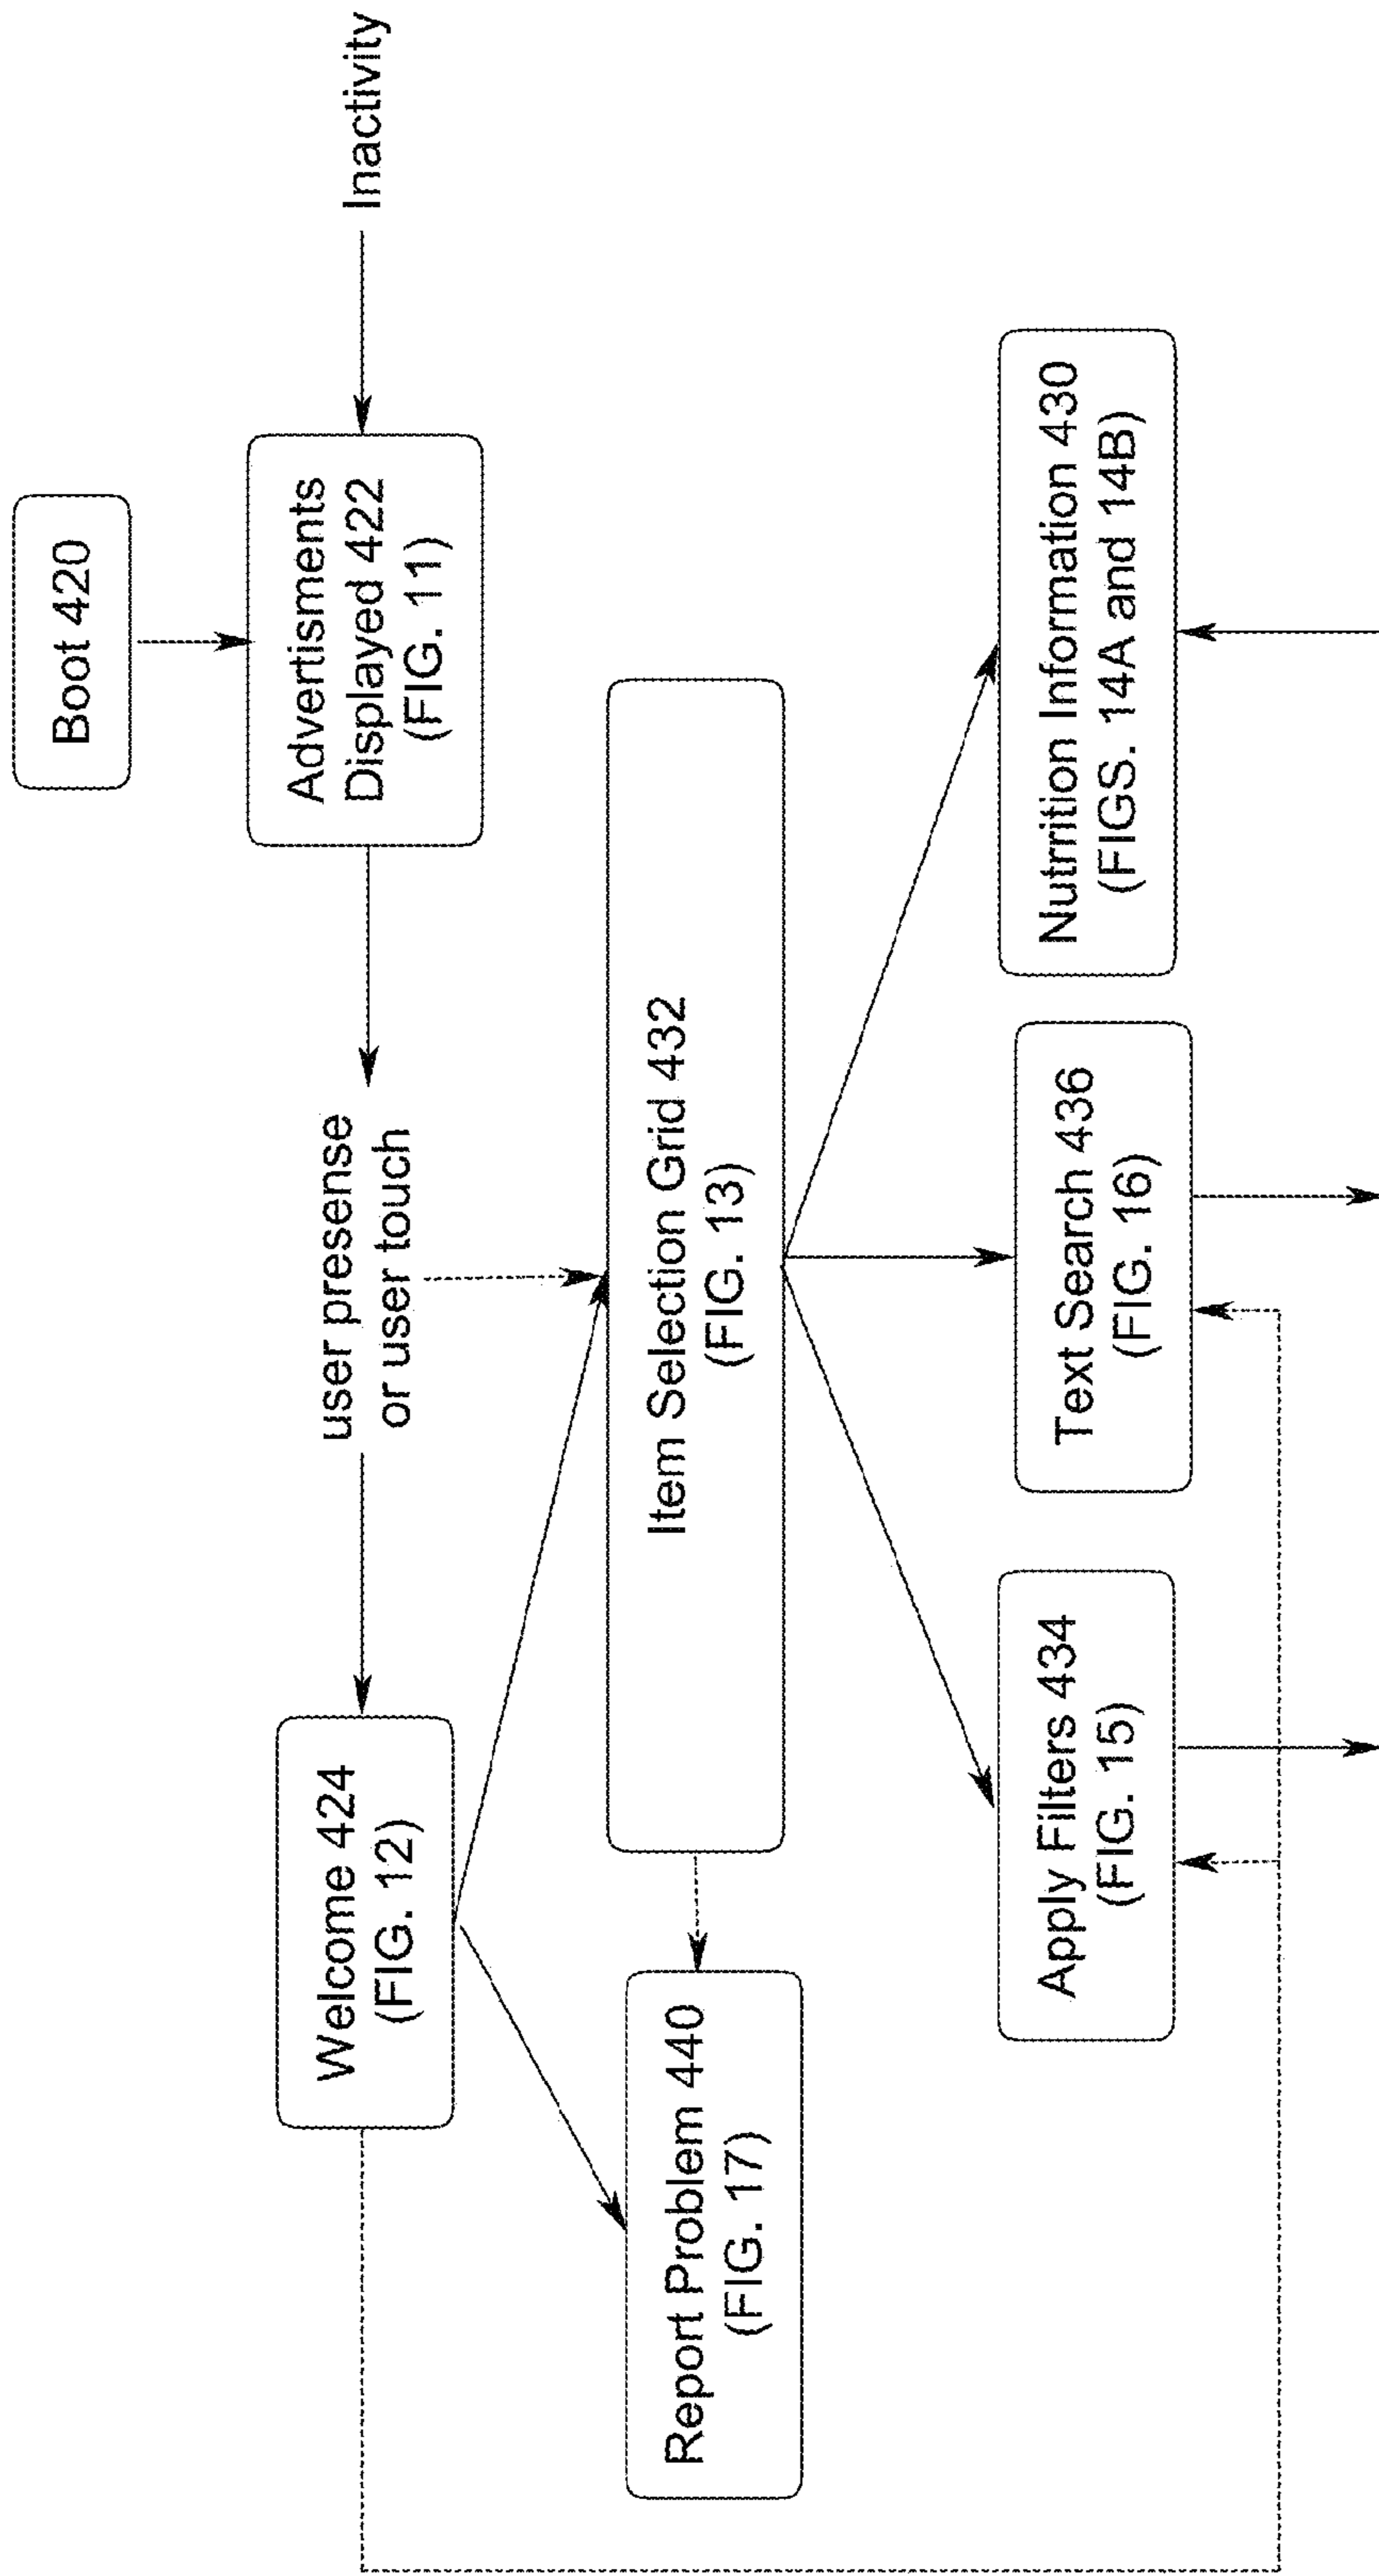 Boot 420
Welcome 424
(FIG. 12)
user presense
or user touch
Advertisments
Displayed 422
(FIG. 11)
Inactivity
Report Problem 440
(FIG. 17)
Item Selection Grid 432
(FIG. 13)
Apply Filters 434
(FIG. 15)
Text Search 436
(FIG. 16)
Nutrition Information 430
(FIGS. 14A and 14B)